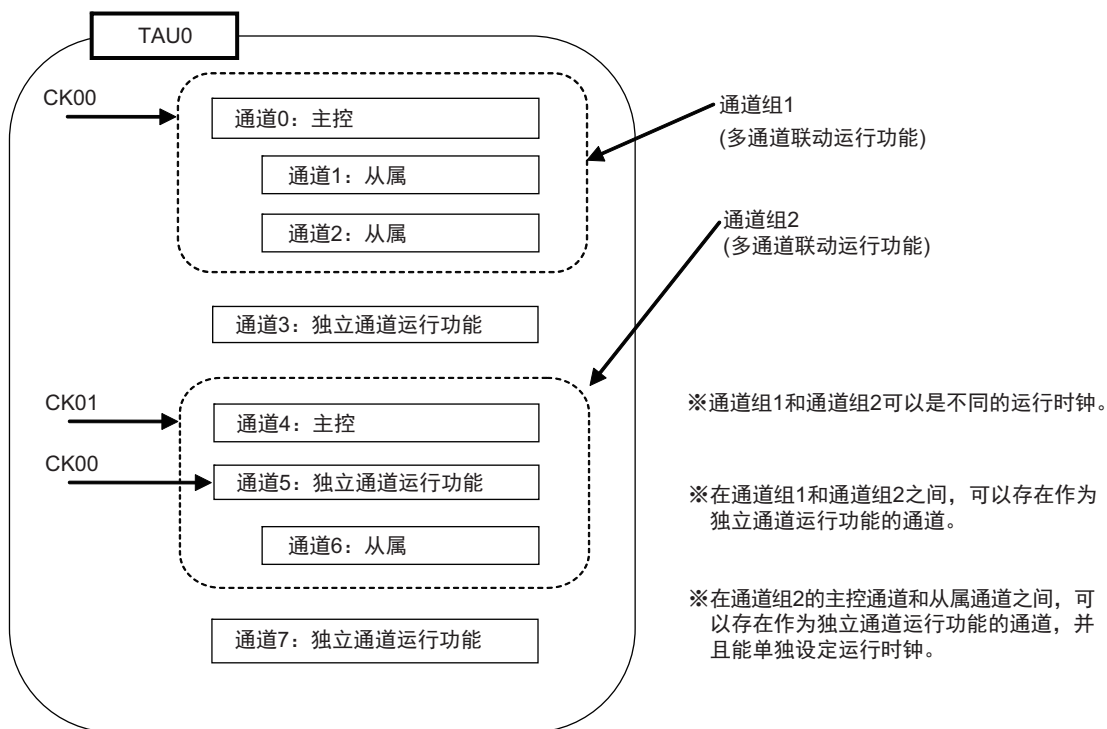 TAU0
CK00
通道0：主控
通道1：从属
通道2：从属
通道组1
(多通道联动运行功能)
通道组2
(多通道联动运行功能)
通道3：独立通道运行功能
CK01
通道4：主控
CK00
通道5：独立通道运行功能
通道6：从属
通道7：独立通道运行功能
※通道组1和通道组2可以是不同的运行时钟。
※在通道组1和通道组2之间，可以存在作为
独立通道运行功能的通道。
※在通道组2的主控通道和从属通道之间，可
以存在作为独立通道运行功能的通道，并
且能单独设定运行时钟。